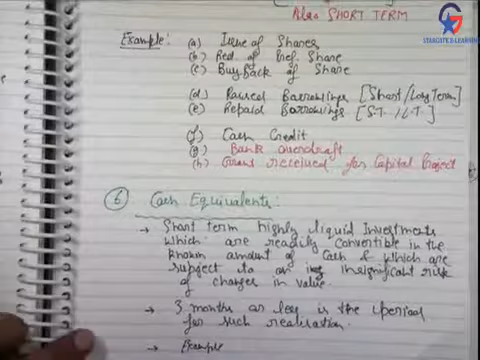 Also SHORT TERM
STARGATE E-LEARNING
Example: (a) Issue of Shares
(b) Red. of Pref. Share
(c) Buy Back of Share
(d) Raised Borrowings [Short/Long Term]
(e) Repaid Borrowings [S.T. / L.T.]
(f) Cash Credit
(g) Bank overdraft
(h) Grant received for Capital Project
(6) Cash Equivalents:
→ Short term highly liquid Investments
which are readily convertible in the
known amount of Cash & which are
subject to an insignificant risk
of changes in value.
→ 3 months or less is the period
for such realisation.
→ Example